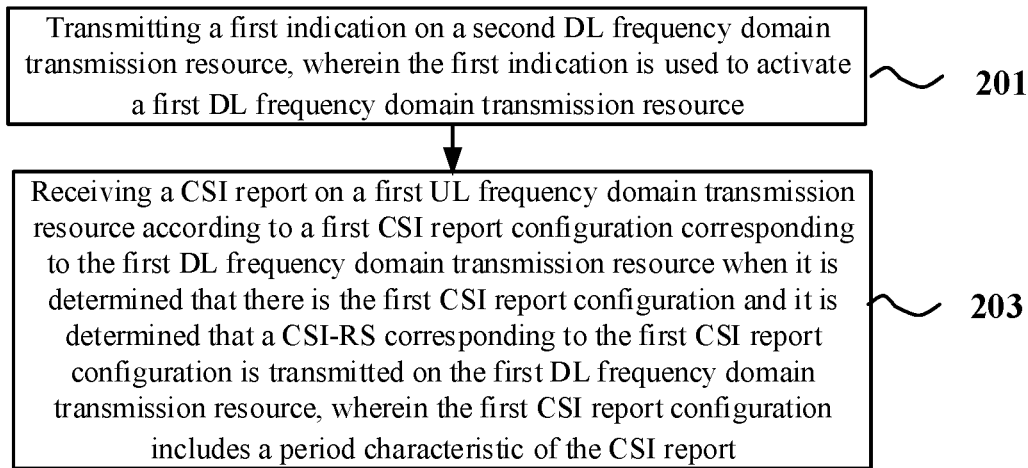 Transmitting a first indication on a second DL frequency domain
transmission resource, wherein the first indication is used to activate
a first DL frequency domain transmission resource
201
Receiving a CSI report on a first UL frequency domain transmission
resource according to a first CSI report configuration corresponding
to the first DL frequency domain transmission resource when it is
determined that there is the first CSI report configuration and it is
determined that a CSI-RS corresponding to the first CSI report
configuration is transmitted on the first DL frequency domain
transmission resource, wherein the first CSI report configuration
includes a period characteristic of the CSI report
203